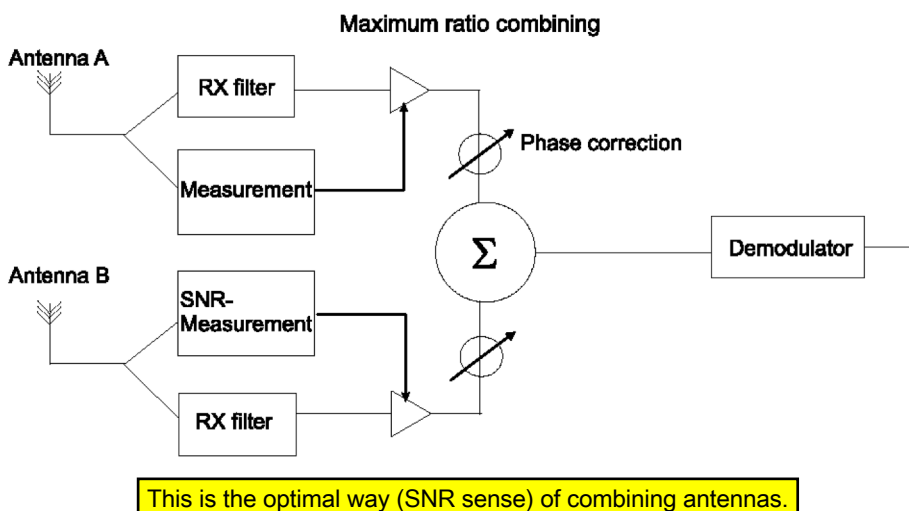 Maximum ratio combining
Antenna A
RX filter
Phase correction
Measurement
Σ
Demodulator
Antenna B
SNR-
Measurement
RX filter
This is the optimal way (SNR sense) of combining antennas.